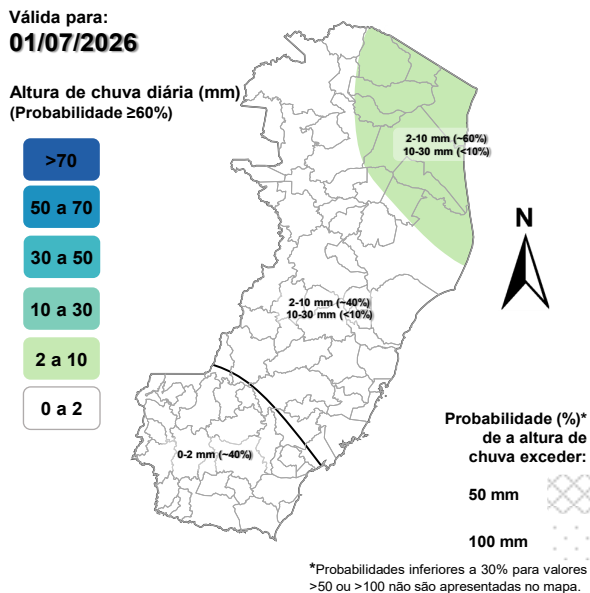 Válida para:
01/07/2026
Altura de chuva diária (mm)
(Probabilidade ≥60%)
>70
50 a 70
30 a 50
10 a 30
2 a 10
0 a 2
2-10 mm (~60%)
10-30 mm (<10%)
N
2-10 mm (~40%)
10-30 mm (<10%)
0-2 mm (~40%)
Probabilidade (%)*
de a altura de
chuva exceder:
50 mm
100 mm
*Probabilidades inferiores a 30% para valores
>50 ou >100 não são apresentadas no mapa.